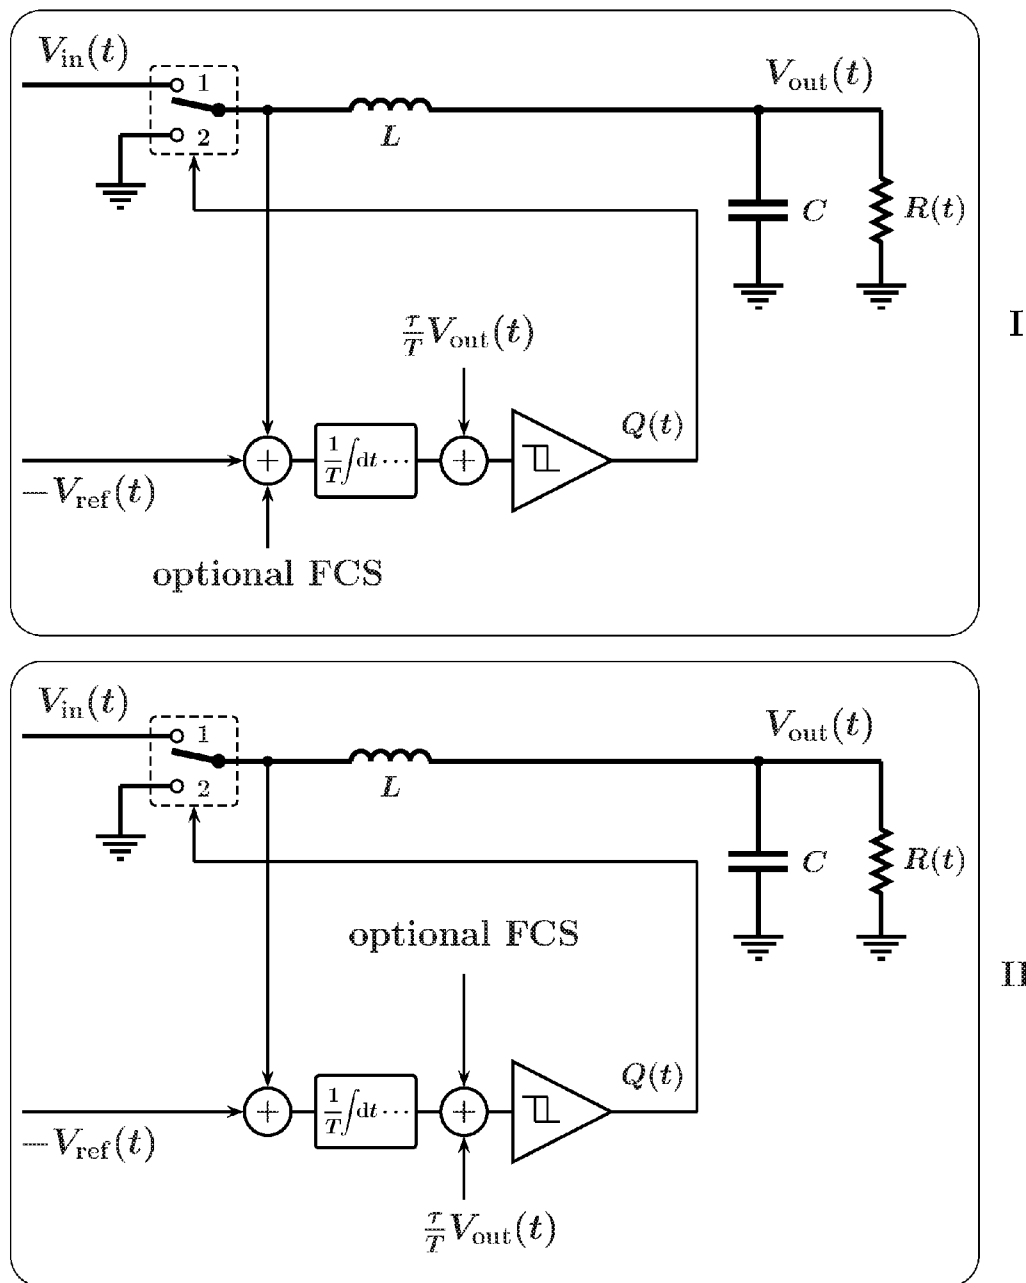 V_in(t)
1
V_out(t)
L
2
C
R(t)
τ/T V_out(t)
I
Q(t)
+
1/T ∫dt ···
+
−V_ref(t)
optional FCS
V_in(t)
1
V_out(t)
L
2
C
R(t)
optional FCS
II
Q(t)
+
1/T ∫dt ···
+
−V_ref(t)
τ/T V_out(t)